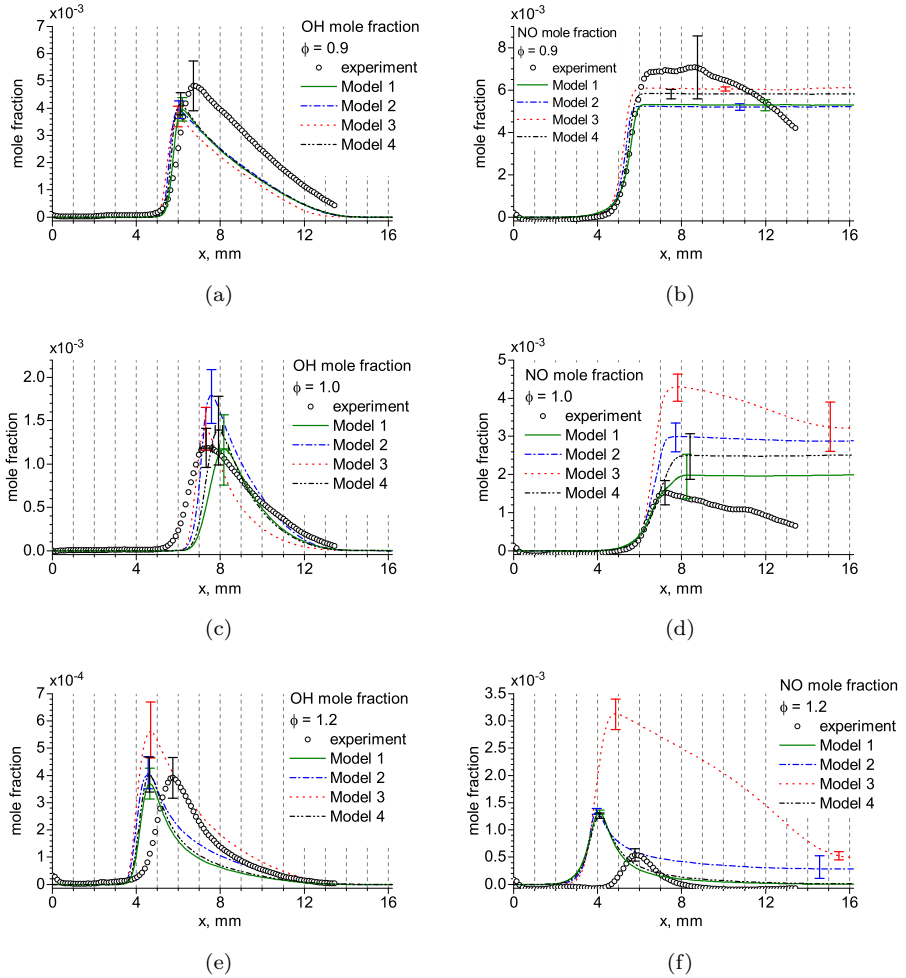 x10⁻³
OH mole fraction
ϕ = 0.9
experiment
Model 1
Model 2
Model 3
Model 4
mole fraction
7
6
5
4
3
2
1
0
0 4 8 12 16
x, mm
(a)
x10⁻³
NO mole fraction
ϕ = 0.9
experiment
Model 1
Model 2
Model 3
Model 4
mole fraction
8
6
4
2
0
0 4 8 12 16
x, mm
(b)
x10⁻³
OH mole fraction
ϕ = 1.0
experiment
Model 1
Model 2
Model 3
Model 4
mole fraction
2.0
1.5
1.0
0.5
0.0
0 4 8 12 16
x, mm
(c)
x10⁻³
NO mole fraction
ϕ = 1.0
experiment
Model 1
Model 2
Model 3
Model 4
mole fraction
5
4
3
2
1
0
0 4 8 12 16
x, mm
(d)
x10⁻⁴
OH mole fraction
ϕ = 1.2
experiment
Model 1
Model 2
Model 3
Model 4
mole fraction
7
6
5
4
3
2
1
0
0 4 8 12 16
x, mm
(e)
x10⁻³
NO mole fraction
ϕ = 1.2
experiment
Model 1
Model 2
Model 3
Model 4
mole fraction
3.5
3.0
2.5
2.0
1.5
1.0
0.5
0.0
0 4 8 12 16
x, mm
(f)